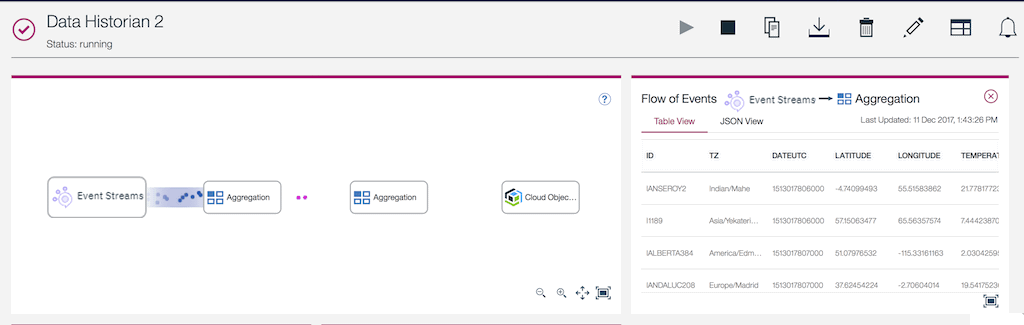 Data Historian 2
Status: running
?
Event Streams
Aggregation
Aggregation
Cloud Objec...
Flow of Events Event Streams Aggregation
Table View JSON View Last Updated: 11 Dec 2017, 1:43:26 PM
ID TZ DATEUTC LATITUDE LONGITUDE TEMPERAT
IANSEROY2 Indian/Mahe 1513017806000 -4.74099493 55.51583862 21.7781772
I1189 Asia/Yekateri... 1513017806000 57.15063477 65.56357574 7.44423870
IALBERTA384 America/Edm... 1513017807000 51.07976532 -115.33161163 2.0304259
IANDALUC208 Europe/Madrid 1513017807000 37.62454224 -2.70604014 19.5417523